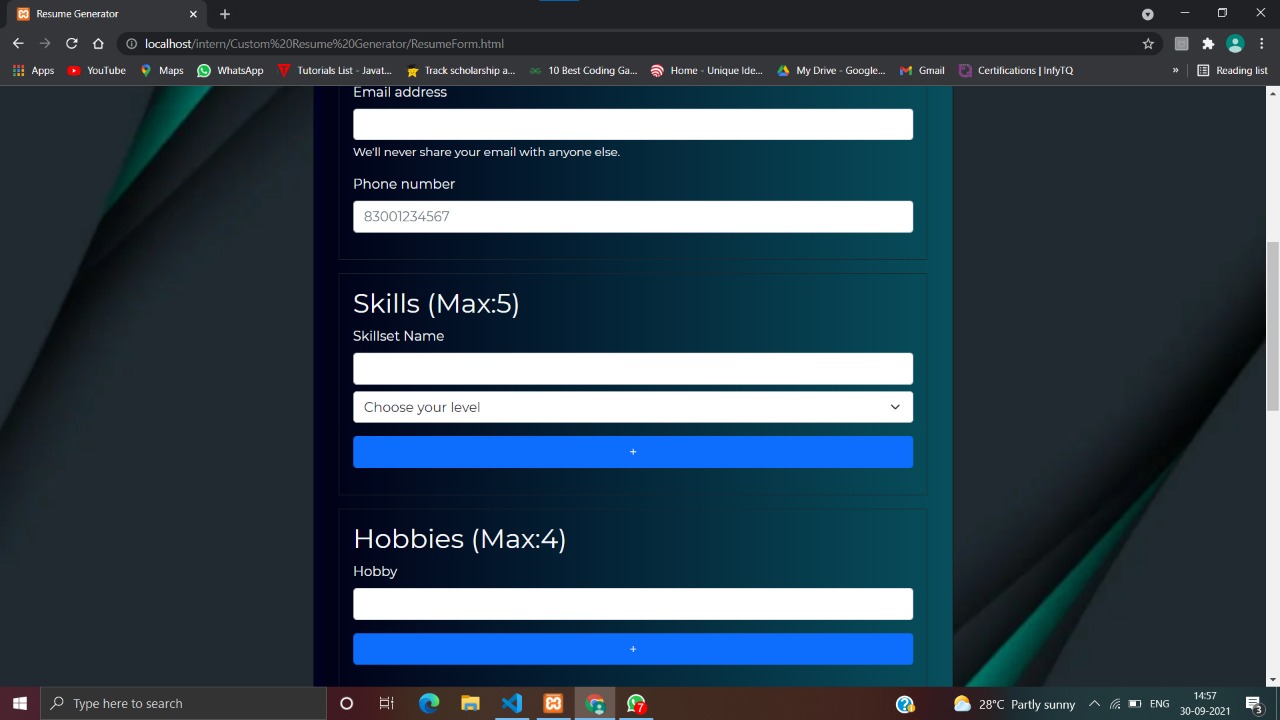 Resume Generator
localhost/intern/Custom%20Resume%20Generator/ResumeForm.html
Apps YouTube Maps WhatsApp Tutorials List - Javat... Track scholarship a... 10 Best Coding Ga... Home - Unique Ide... My Drive - Google... Gmail Certifications | InfyTQ » Reading list
Email address
We'll never share your email with anyone else.
Phone number
83001234567
Skills (Max:5)
Skillset Name
Choose your level
+
Hobbies (Max:4)
Hobby
+
Type here to search
7
28°C Partly sunny
ENG
14:57
30-09-2021
3